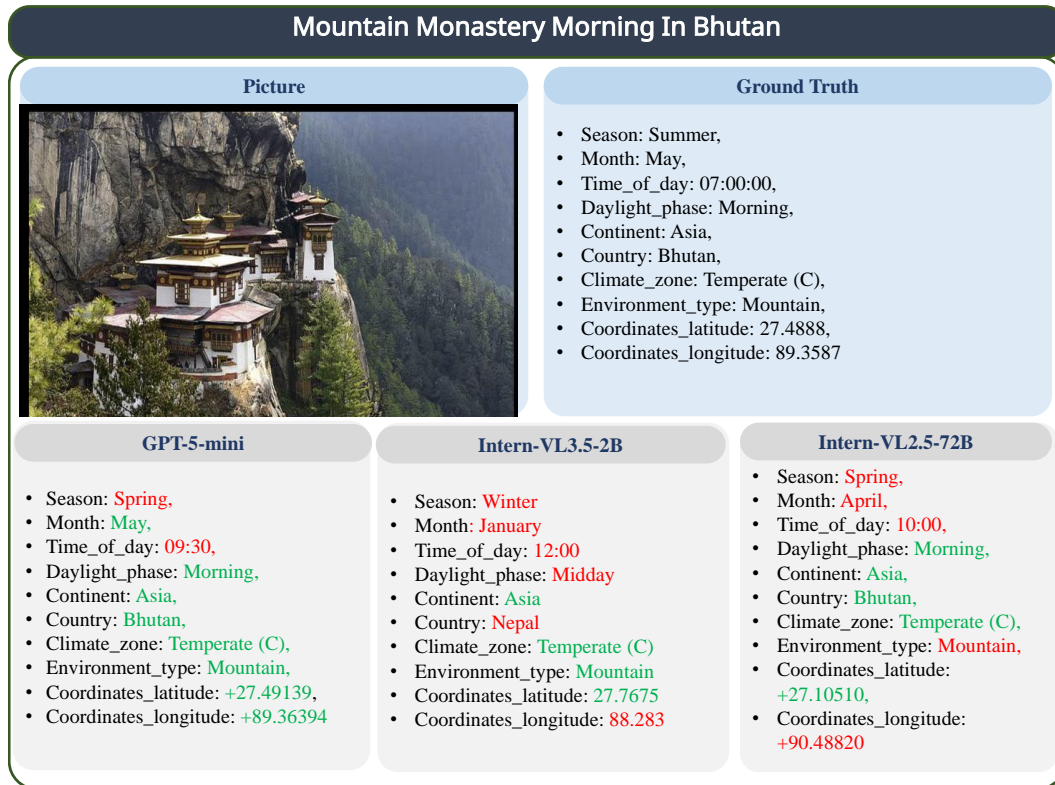 Mountain Monastery Morning In Bhutan
Picture
Ground Truth
• Season: Summer,
• Month: May,
• Time_of_day: 07:00:00,
• Daylight_phase: Morning,
• Continent: Asia,
• Country: Bhutan,
• Climate_zone: Temperate (C),
• Environment_type: Mountain,
• Coordinates_latitude: 27.4888,
• Coordinates_longitude: 89.3587
GPT-5-mini
• Season: Spring,
• Month: May,
• Time_of_day: 09:30,
• Daylight_phase: Morning,
• Continent: Asia,
• Country: Bhutan,
• Climate_zone: Temperate (C),
• Environment_type: Mountain,
• Coordinates_latitude: +27.49139,
• Coordinates_longitude: +89.36394
Intern-VL3.5-2B
• Season: Winter
• Month: January
• Time_of_day: 12:00
• Daylight_phase: Midday
• Continent: Asia
• Country: Nepal
• Climate_zone: Temperate (C)
• Environment_type: Mountain
• Coordinates_latitude: 27.7675
• Coordinates_longitude: 88.283
Intern-VL2.5-72B
• Season: Spring,
• Month: April,
• Time_of_day: 10:00,
• Daylight_phase: Morning,
• Continent: Asia,
• Country: Bhutan,
• Climate_zone: Temperate (C),
• Environment_type: Mountain,
• Coordinates_latitude:
+27.10510,
• Coordinates_longitude:
+90.48820